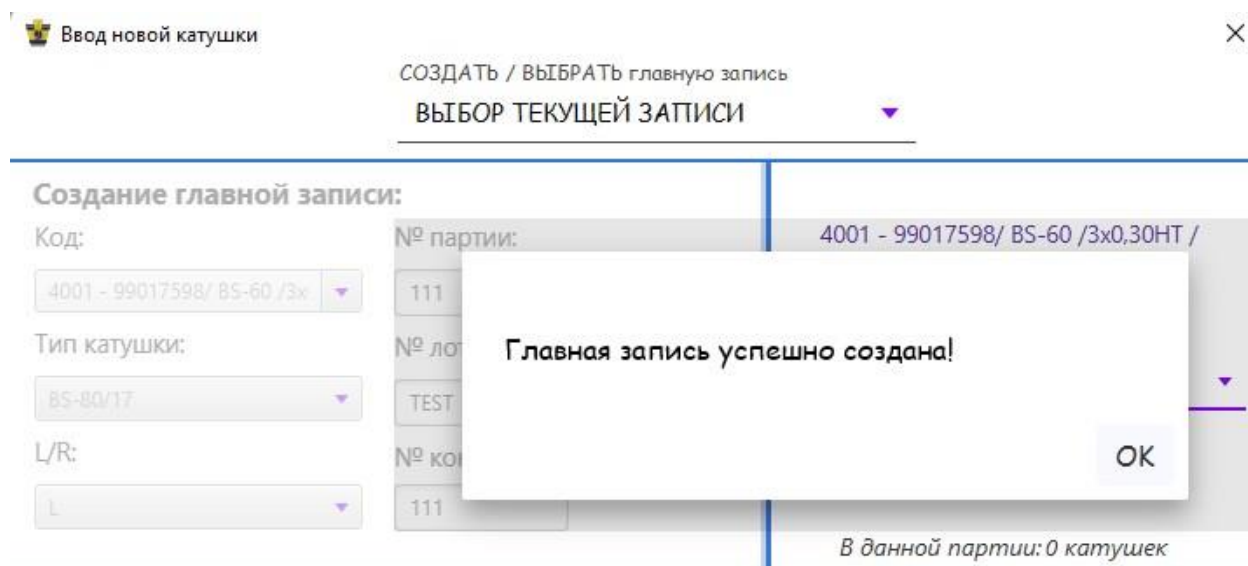 Ввод новой катушки
СОЗДАТЬ / ВЫБРАТЬ главную запись
ВЫБОР ТЕКУЩЕЙ ЗАПИСИ
Создание главной записи:
Код:
№ партии:
4001 - 99017598/ BS-60 /3x0,30HT /
4001 - 99017598/ BS-60 /3x
111
Тип катушки:
№
Главная запись успешно создана!
BS-80/17
TEST
L/R:
№
OK
L
111
В данной партии: 0 катушек